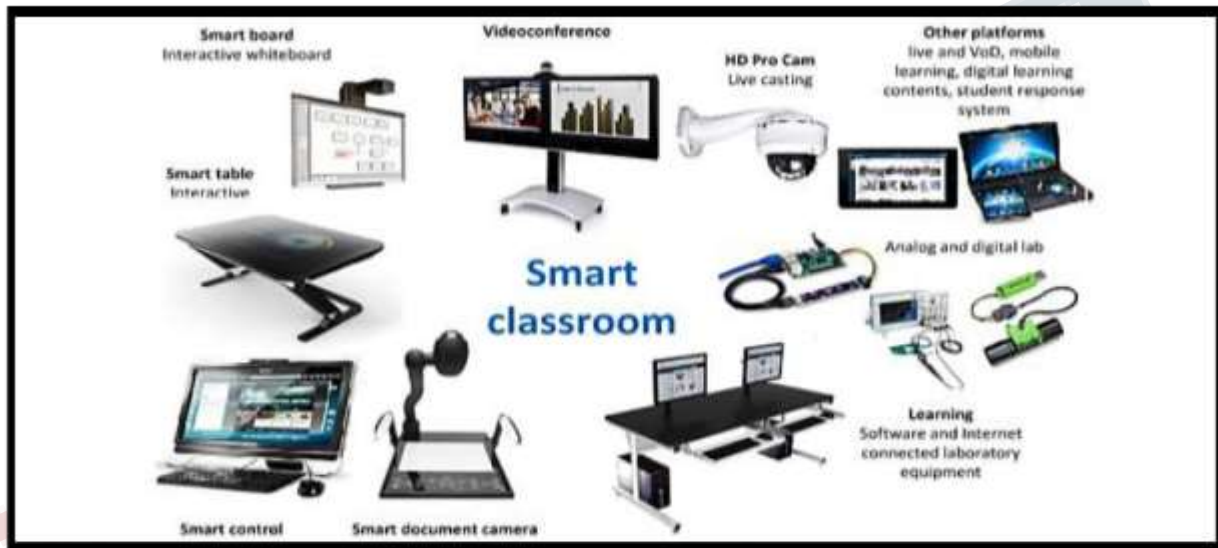 Smart board
Interactive whiteboard
Videoconference
HD Pro Cam
Live casting
Other platforms
live and VoD, mobile
learning, digital learning
contents, student response
system
Smart table
Interactive
Analog and digital lab
Smart
classroom
Learning
Software and Internet
connected laboratory
equipment
Smart control
Smart document camera